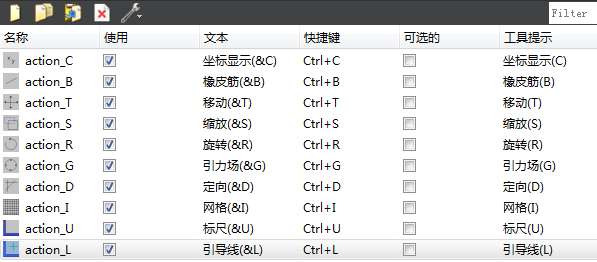 Filter
名称 使用 文本 快捷键 可选的 工具提示
action_C 坐标显示(&C) Ctrl+C 坐标显示(C)
action_B 橡皮筋(&B) Ctrl+B 橡皮筋(B)
action_T 移动(&T) Ctrl+T 移动(T)
action_S 缩放(&S) Ctrl+S 缩放(S)
action_R 旋转(&R) Ctrl+R 旋转(R)
action_G 引力场(&G) Ctrl+G 引力场(G)
action_D 定向(&D) Ctrl+D 定向(D)
action_I 网格(&I) Ctrl+I 网格(I)
action_U 标尺(&U) Ctrl+U 标尺(U)
action_L 引导线(&L) Ctrl+L 引导线(L)